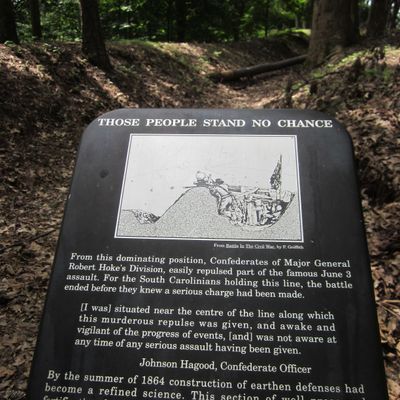 THOSE PEOPLE STAND NO CHANCE
From Battle In The Civil War, by P. Griffith
From this dominating position, Confederates of Major General
Robert Hoke's Division, easily repulsed part of the famous June 3
assault. For the South Carolinians holding this line, the battle
ended before they knew a serious charge had been made.
[I was] situated near the centre of the line along which
this murderous repulse was given, and awake and
vigilant of the progress of events, [and] was not aware at
any time of any serious assault having been given.
Johnson Hagood, Confederate Officer
By the summer of 1864 construction of earthen defenses had
become a refined science. This section of well